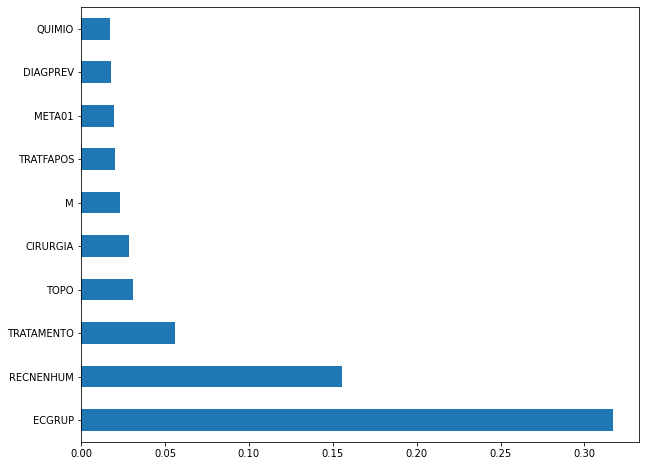 QUIMIO
DIAGPREV
META01
TRATFAPOS
M
CIRURGIA
TOPO
TRATAMENTO
RECNENHUM
ECGRUP
0.00 0.05 0.10 0.15 0.20 0.25 0.30